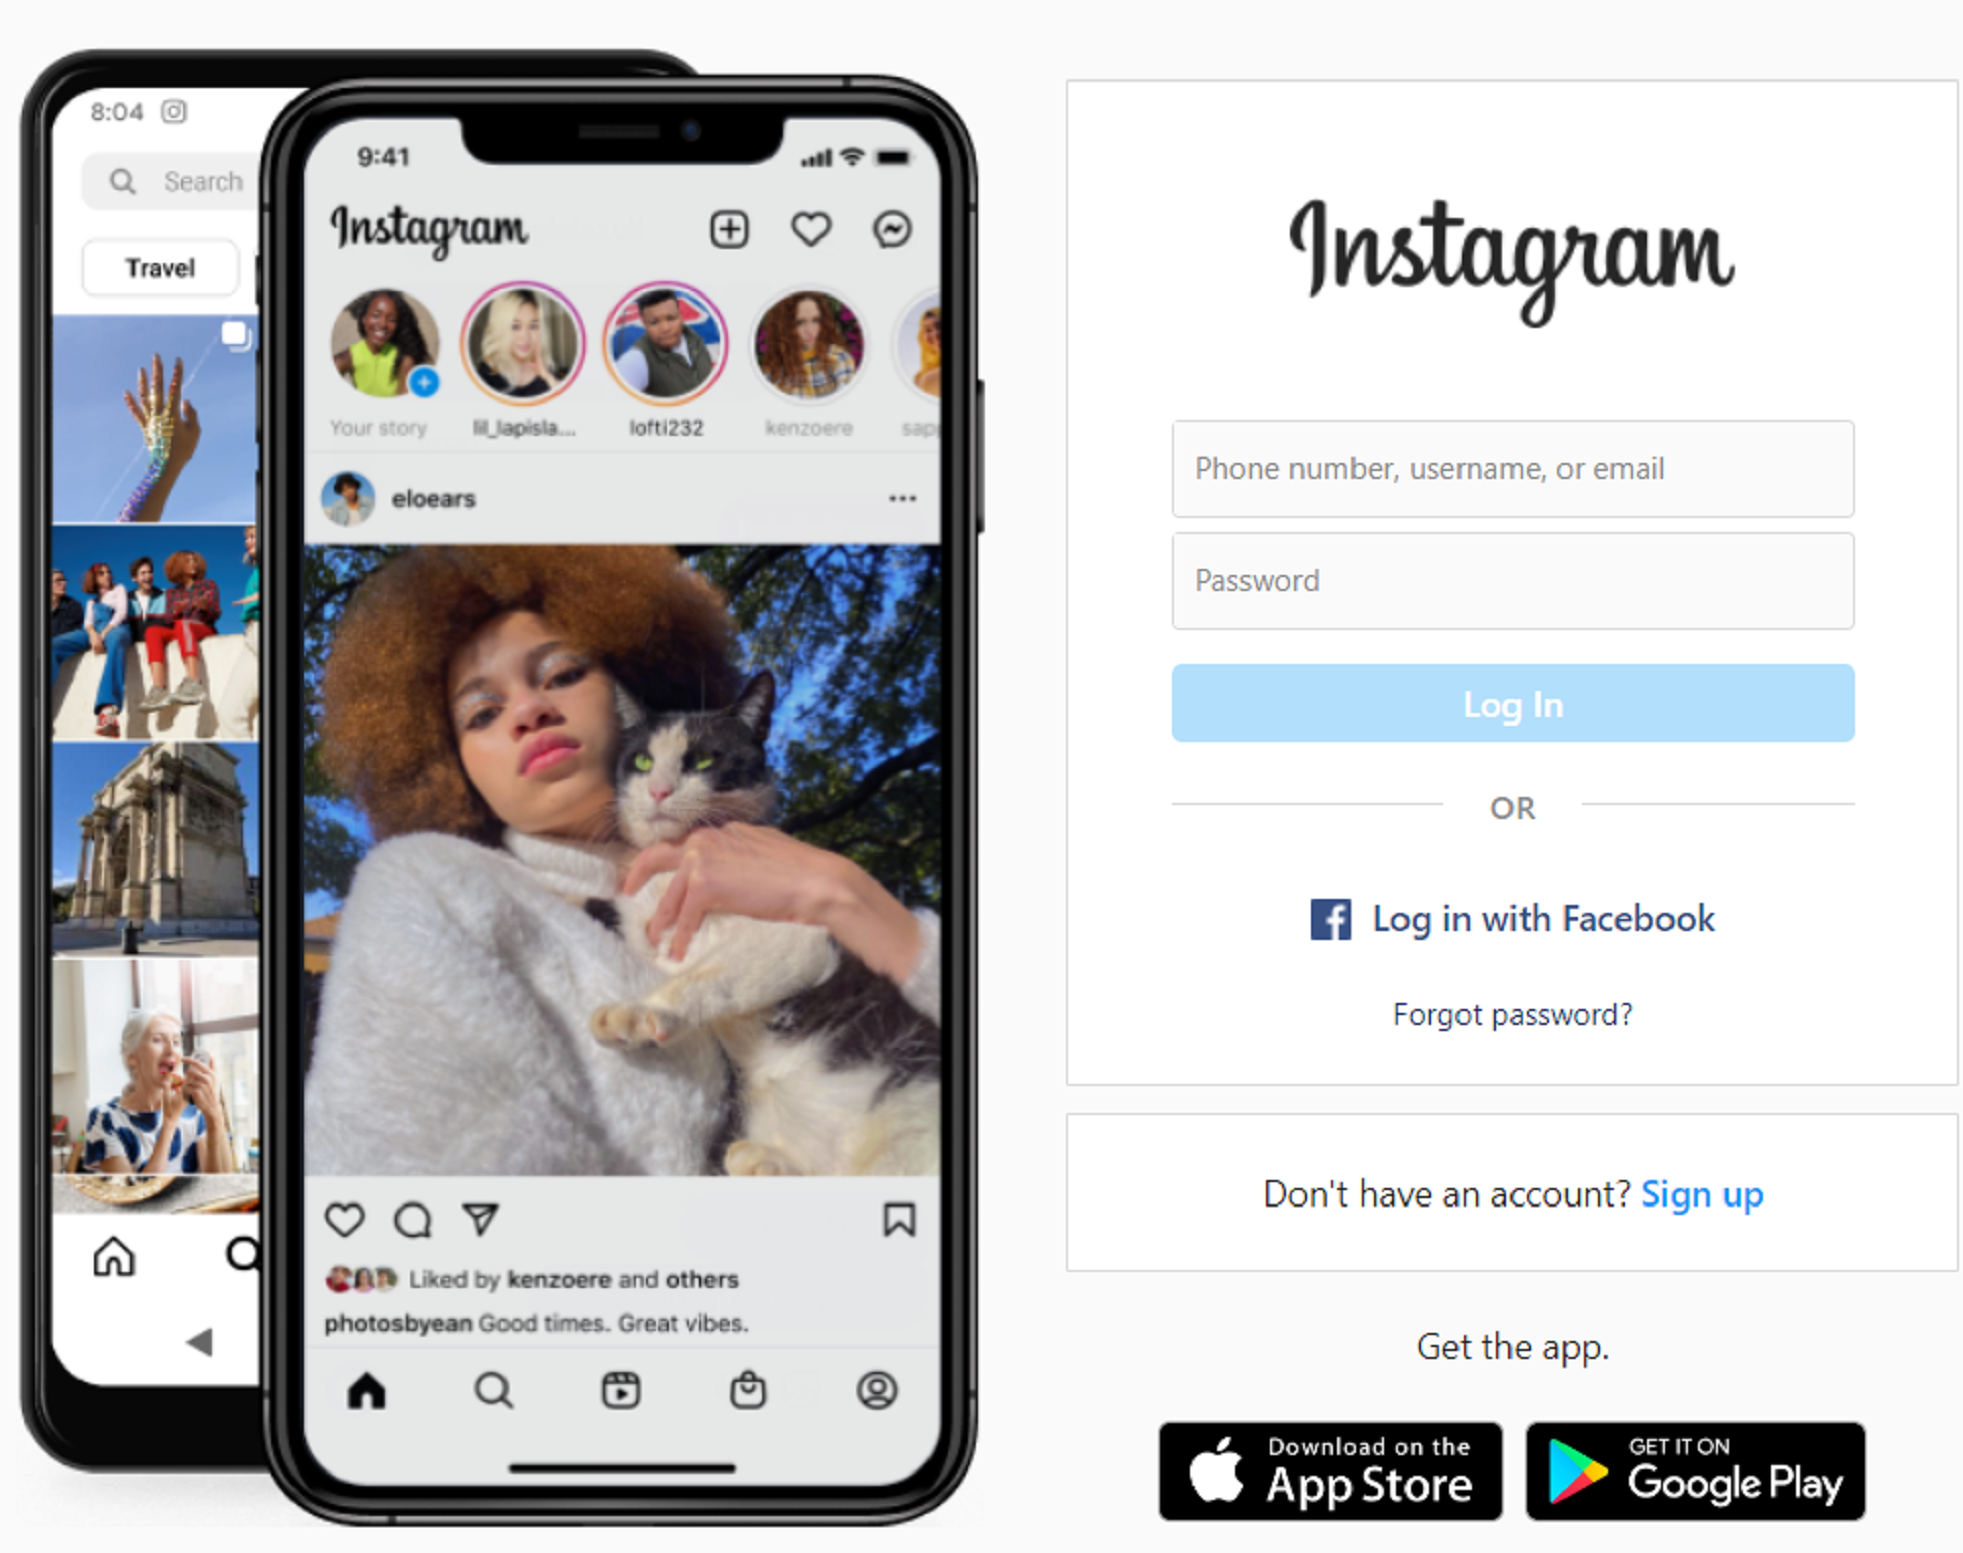 8:04
Search
Travel
9:41
Instagram
Your story
lil_lapisla...
lofti232
kenzoere
sap
eloears
Liked by kenzoere and others
photosbyean Good times. Great vibes.
Instagram
Phone number, username, or email
Password
Log In
OR
Log in with Facebook
Forgot password?
Don't have an account? Sign up
Get the app.
Download on the
App Store
GET IT ON
Google Play